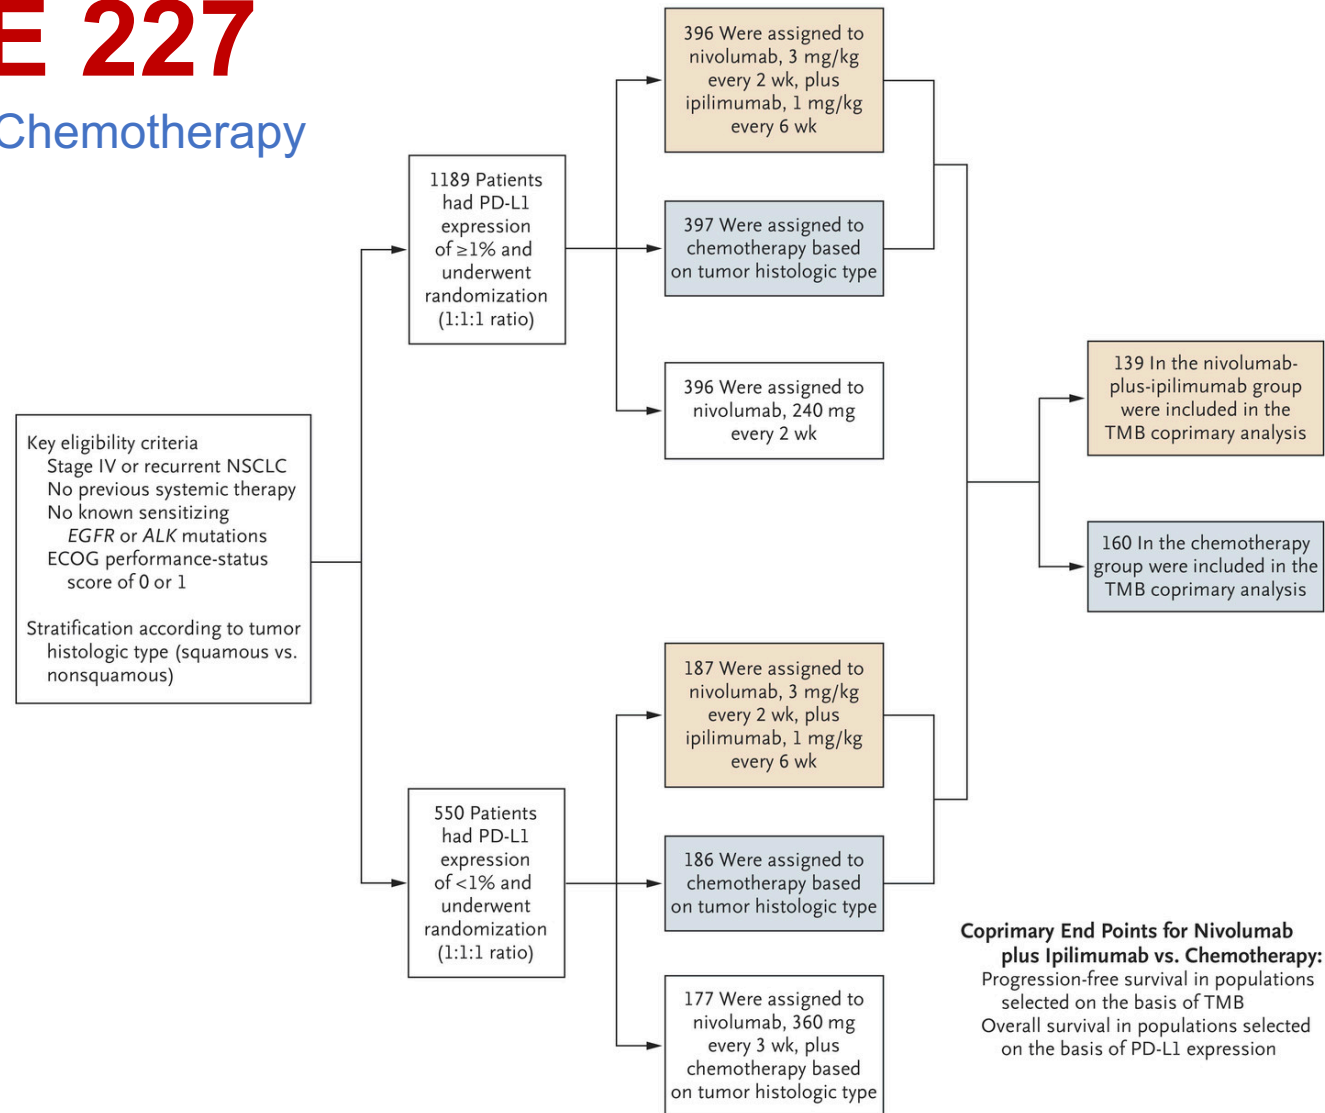 E 227
Chemotherapy
396 Were assigned to
nivolumab, 3 mg/kg
every 2 wk, plus
ipilimumab, 1 mg/kg
every 6 wk
1189 Patients
had PD-L1
expression
of ≥1% and
underwent
randomization
(1:1:1 ratio)
397 Were assigned to
chemotherapy based
on tumor histologic type
396 Were assigned to
nivolumab, 240 mg
every 2 wk
139 In the nivolumab-
plus-ipilimumab group
were included in the
TMB coprimary analysis
Key eligibility criteria
Stage IV or recurrent NSCLC
No previous systemic therapy
No known sensitizing
EGFR or ALK mutations
ECOG performance-status
score of 0 or 1
Stratification according to tumor
histologic type (squamous vs.
nonsquamous)
160 In the chemotherapy
group were included in the
TMB coprimary analysis
187 Were assigned to
nivolumab, 3 mg/kg
every 2 wk, plus
ipilimumab, 1 mg/kg
every 6 wk
550 Patients
had PD-L1
expression
of <1% and
underwent
randomization
(1:1:1 ratio)
186 Were assigned to
chemotherapy based
on tumor histologic type
177 Were assigned to
nivolumab, 360 mg
every 3 wk, plus
chemotherapy based
on tumor histologic type
Coprimary End Points for Nivolumab
plus Ipilimumab vs. Chemotherapy:
Progression-free survival in populations
selected on the basis of TMB
Overall survival in populations selected
on the basis of PD-L1 expression